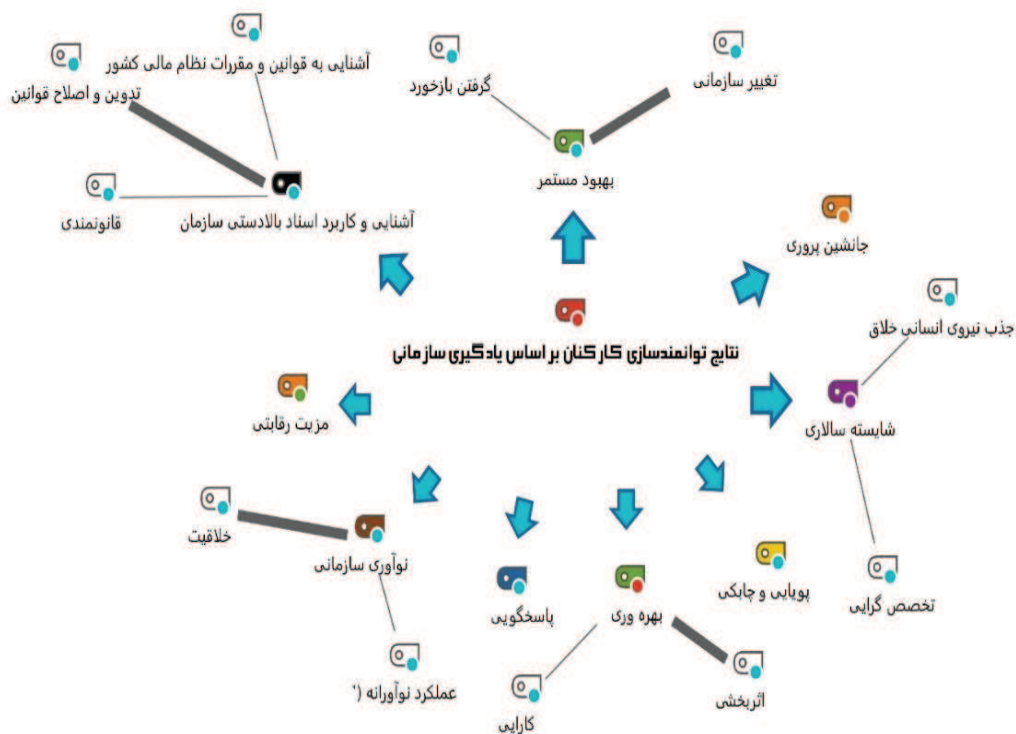 آشنایی به قوانین و مقررات نظام مالی کشور
تدوین و اصلاح قوانین
قانونمندی
آشنایی و کاربرد اسناد بالادستی سازمان
گرفتن بازخورد
تغییر سازمانی
بهبود مستمر
جانشین پروری
جذب نیروی انسانی خلاق
شایسته سالاری
تخصص گرایی
نتایج توانمندسازی کارکنان بر اساس یادگیری سازمانی
مزیت رقابتی
خلاقیت
نوآوری سازمانی
عملکرد نوآورانه (*
پاسخگویی
بهره وری
کارایی
اثربخشی
پویایی و چابکی